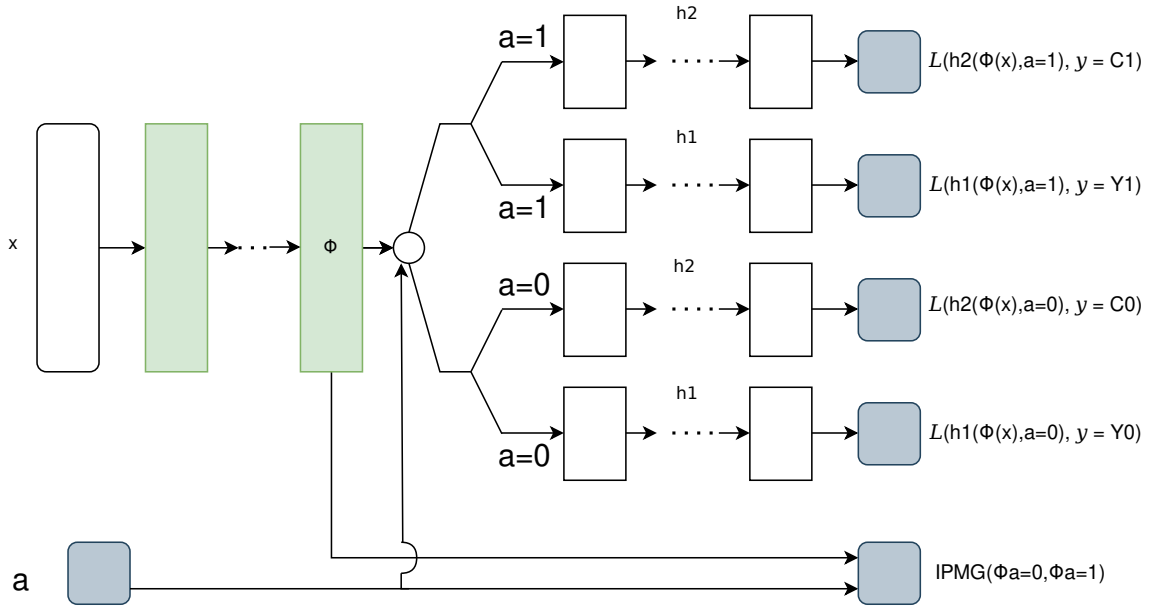 h2
a=1
L(h2(Φ(x),a=1), y = C1)
h1
a=1
L(h1(Φ(x),a=1), y = Y1)
x
Φ
h2
a=0
L(h2(Φ(x),a=0), y = C0)
h1
a=0
L(h1(Φ(x),a=0), y = Y0)
a
IPMG(Φa=0,Φa=1)